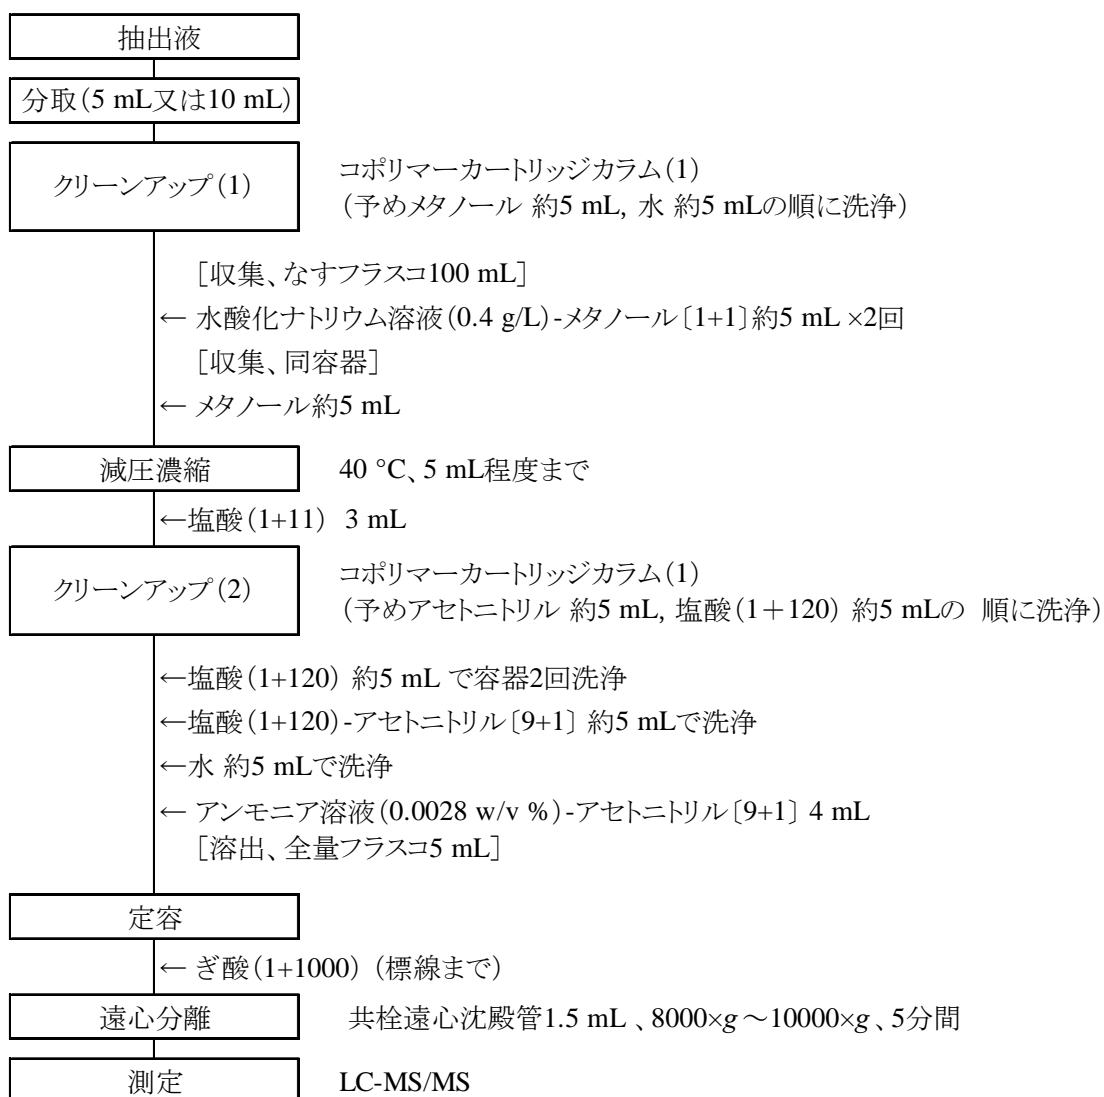 抽出液
分取(5 mL又は10 mL)
クリーンアップ(1)
コポリマーカートリッジカラム(1)
(予めメタノール 約5 mL, 水 約5 mLの順に洗浄)
[収集、なすフラスコ100 mL]
← 水酸化ナトリウム溶液(0.4 g/L)-メタノール〔1+1〕約5 mL ×2回
[収集、同容器]
← メタノール約5 mL
減圧濃縮
40 °C、5 mL程度まで
←塩酸(1+11) 3 mL
クリーンアップ(2)
コポリマーカートリッジカラム(1)
(予めアセトニトリル 約5 mL, 塩酸(1+120) 約5 mLの 順に洗浄)
←塩酸(1+120) 約5 mL で容器2回洗浄
←塩酸(1+120)-アセトニトリル〔9+1〕 約5 mLで洗浄
←水 約5 mLで洗浄
← アンモニア溶液(0.0028 w/v %)-アセトニトリル〔9+1〕 4 mL
[溶出、全量フラスコ5 mL]
定容
← ぎ酸(1+1000) (標線まで)
遠心分離
共栓遠心沈殿管1.5 mL 、8000×g~10000×g 、5分間
測定
LC-MS/MS